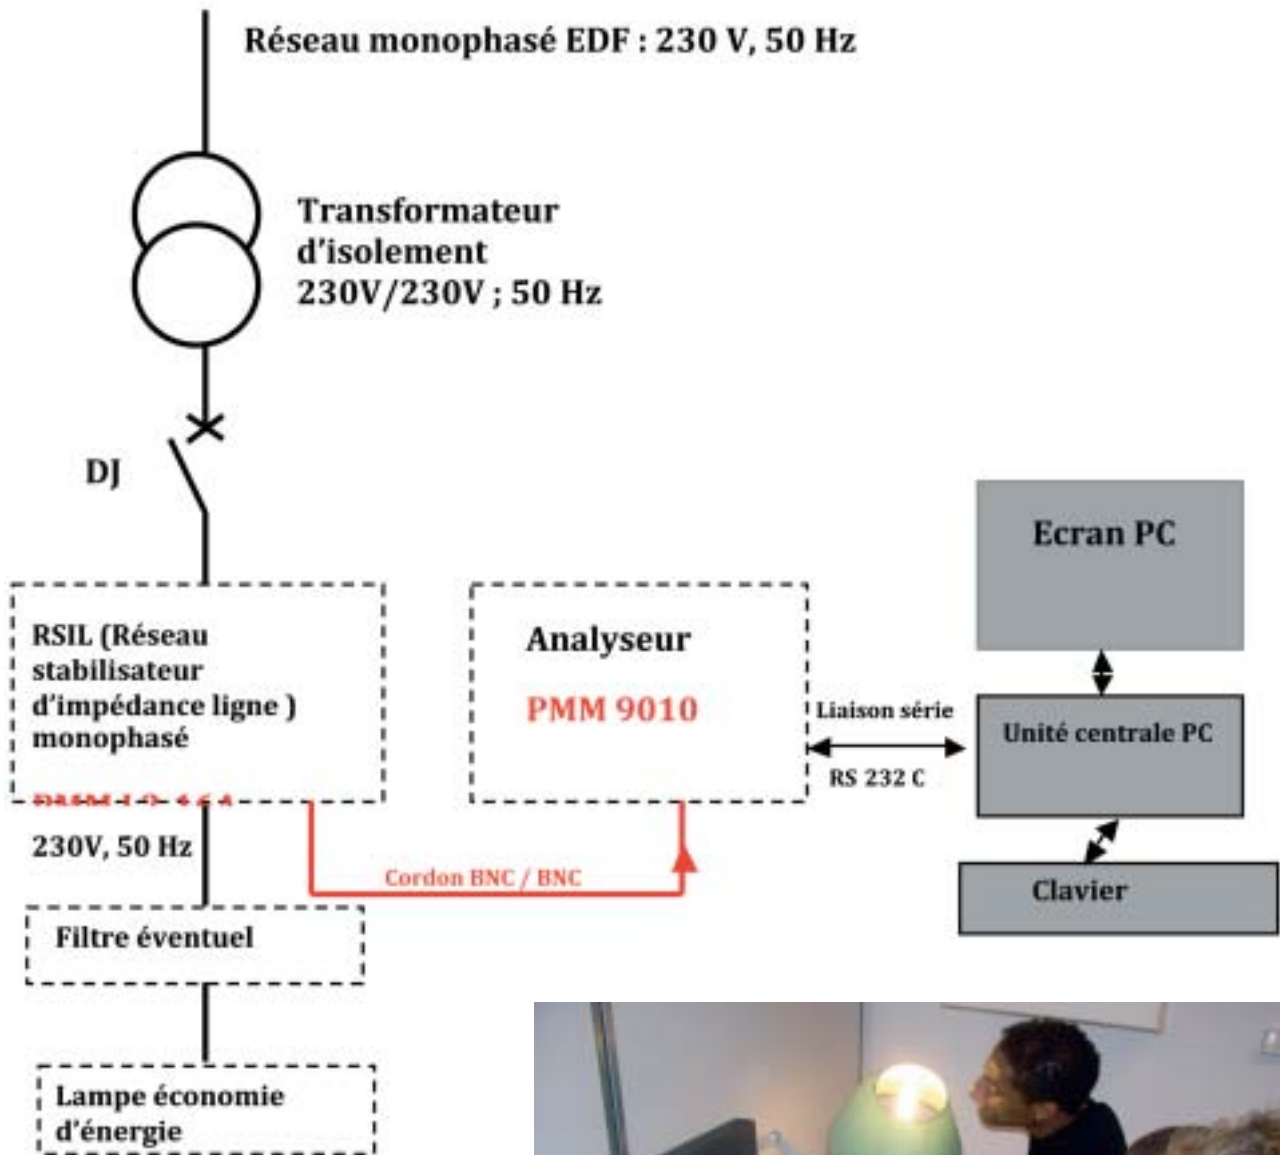 Réseau monophasé EDF : 230 V, 50 Hz
Transformateur
d'isolement
230V/230V ; 50 Hz
DJ
RSIL (Réseau
stabilisateur
d'impédance ligne )
monophasé
230V, 50 Hz
Filtre éventuel
Lampe économie
d'énergie
Cordon BNC / BNC
Analyseur
PMM 9010
Liaison série
RS 232 C
Ecran PC
Unité centrale PC
Clavier